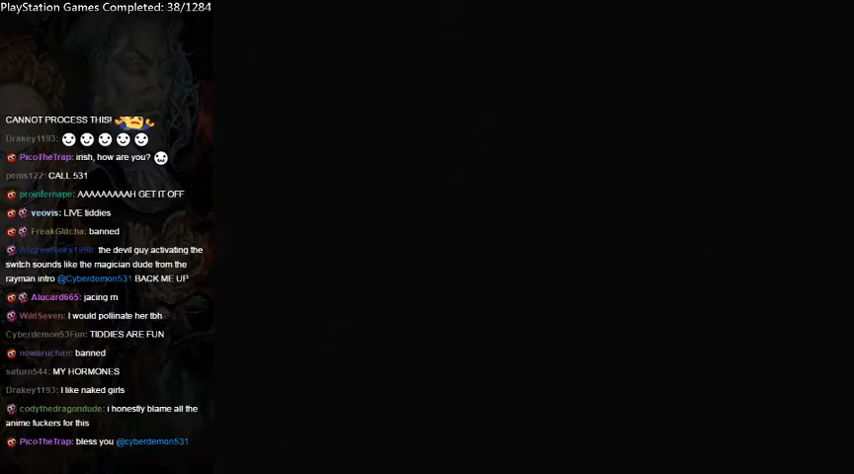 PlayStation Games Completed: 38/1284
CANNOT PROCESS THIS!
Drakey1193:
PicoTheTrap: irish, how are you?
penis122: CALL 531
proinfernape: AAAAAAAAAH GET IT OFF
veovis: LIVE tiddies
FreakGlitcha: banned
the devil guy activating the
switch sounds like the magician dude from the
rayman intro @Cyberdemon531 BACK ME UP
Alucard665: jacing rn
WildSeven: I would pollinate her tbh
Cyberdemon53Fun: TIDDIES ARE FUN
nowaruchair: banned
saturn544: MY HORMONES
Drakey1193: I like naked girls
codythedragondude: i honestly blame all the
anime fuckers for this
PicoTheTrap: bless you @cyberdemon531